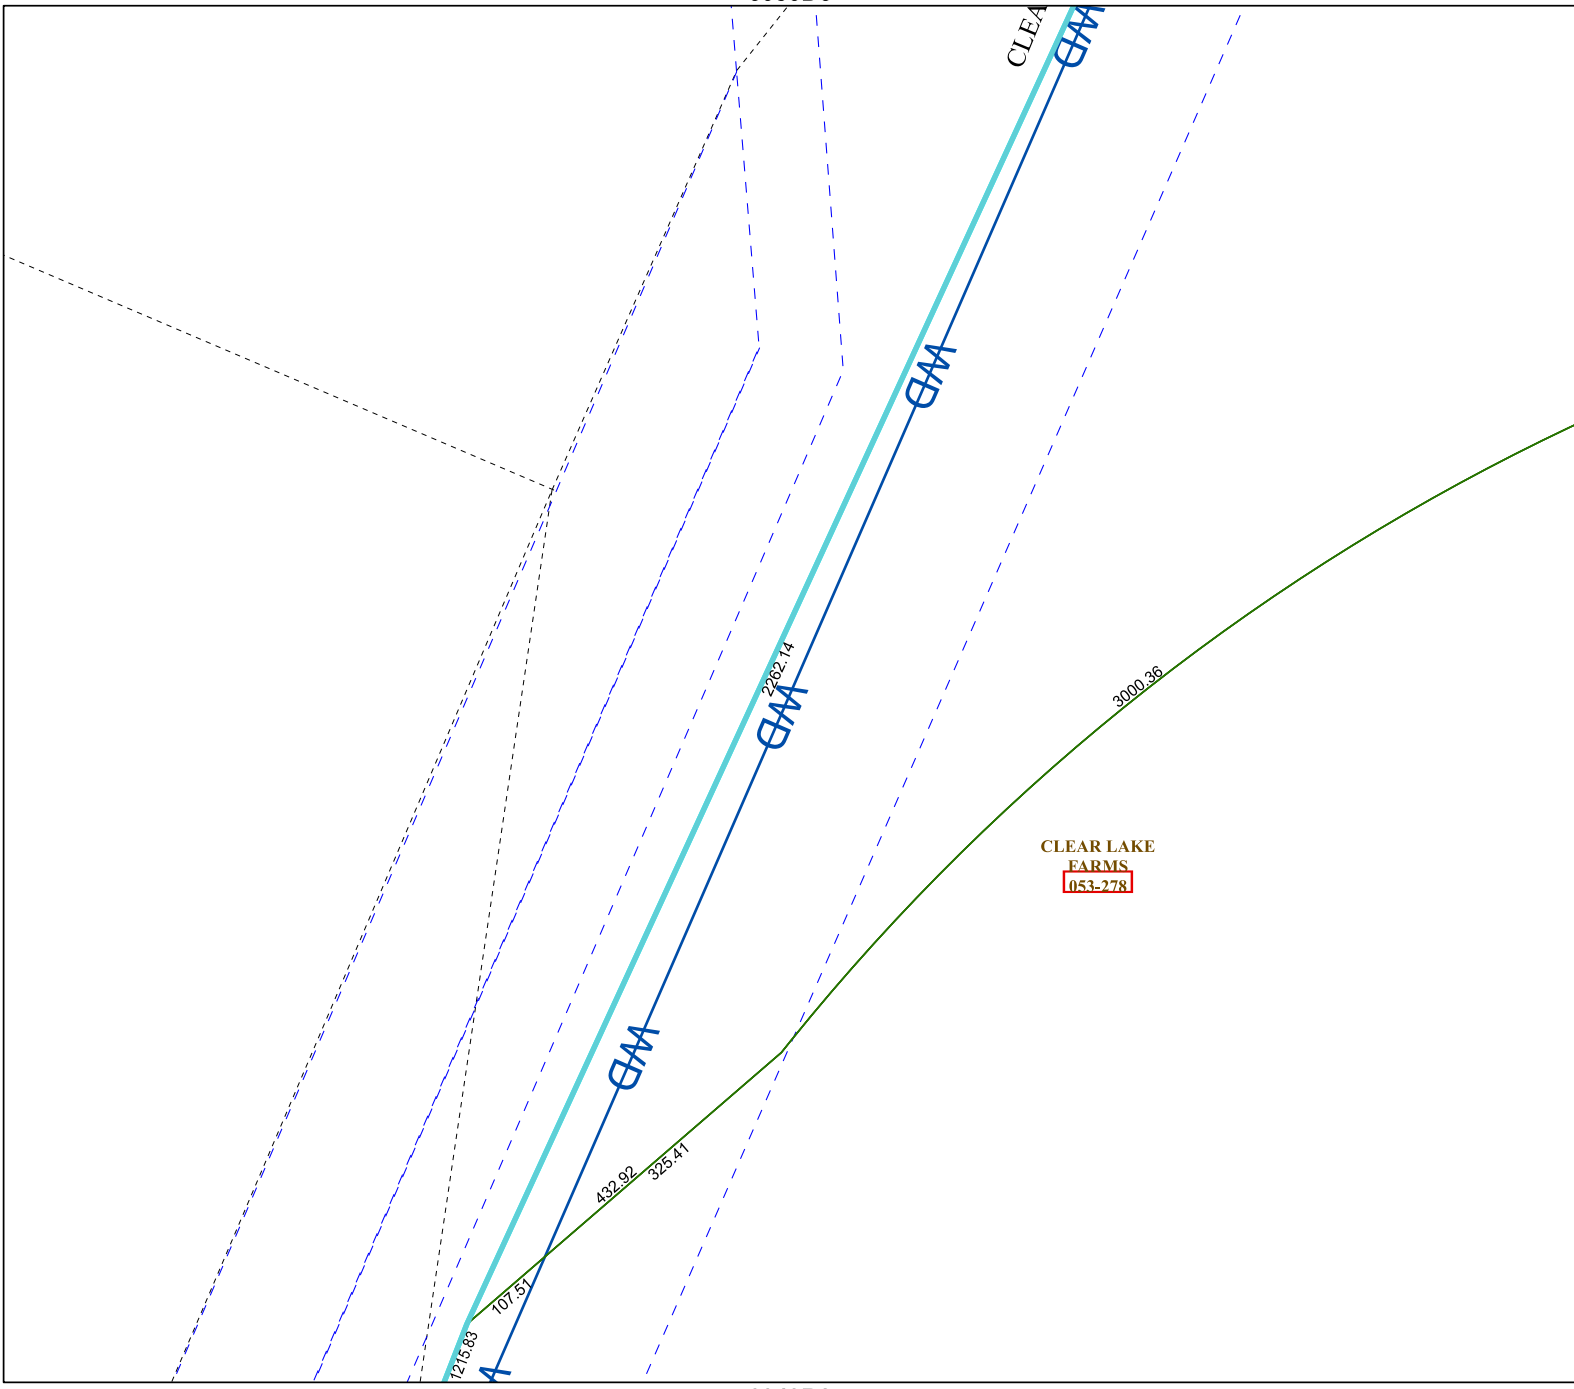 CLEA
WD
WD
2262.14
WD
3000.36
CLEAR LAKE
FARMS
053-278
WD
432.92
325.41
107.51
1215.83